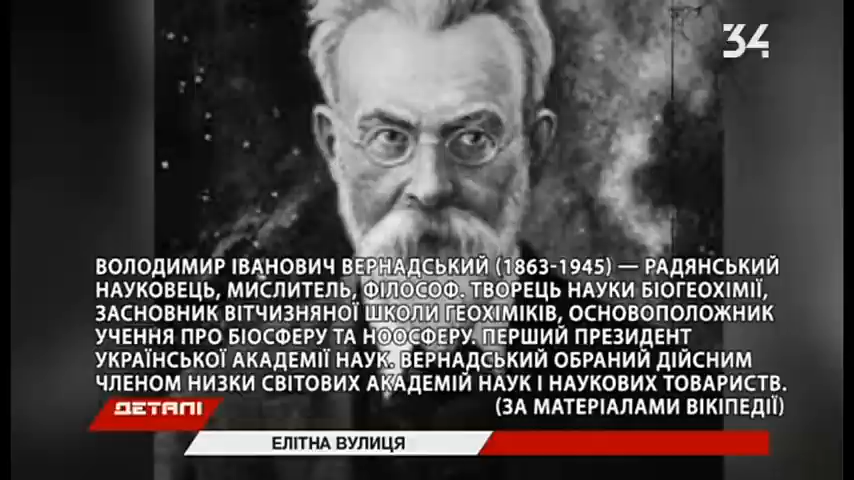 34
ВОЛОДИМИР ІВАНОВИЧ ВЕРНАДСЬКИЙ (1863-1945) — РАДЯНСЬКИЙ
НАУКОВЕЦЬ, МИСЛИТЕЛЬ, ФІЛОСОФ. ТВОРЕЦЬ НАУКИ БІОГЕОХІМІЇ,
ЗАСНОВНИК ВІТЧИЗНЯНОЇ ШКОЛИ ГЕОХІМІКІВ, ОСНОВОПОЛОЖНИК
УЧЕННЯ ПРО БІОСФЕРУ ТА НООСФЕРУ. ПЕРШИЙ ПРЕЗИДЕНТ
УКРАЇНСЬКОЇ АКАДЕМІЇ НАУК. ВЕРНАДСЬКИЙ ОБРАНИЙ ДІЙСНИМ
ЧЛЕНОМ НИЗКИ СВІТОВИХ АКАДЕМІЙ НАУК І НАУКОВИХ ТОВАРИСТВ.
(ЗА МАТЕРІАЛАМИ ВІКІПЕДІЇ)
ДЕТАЛІ
ЕЛІТНА ВУЛИЦЯ